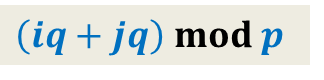 (iq + jq) mod p